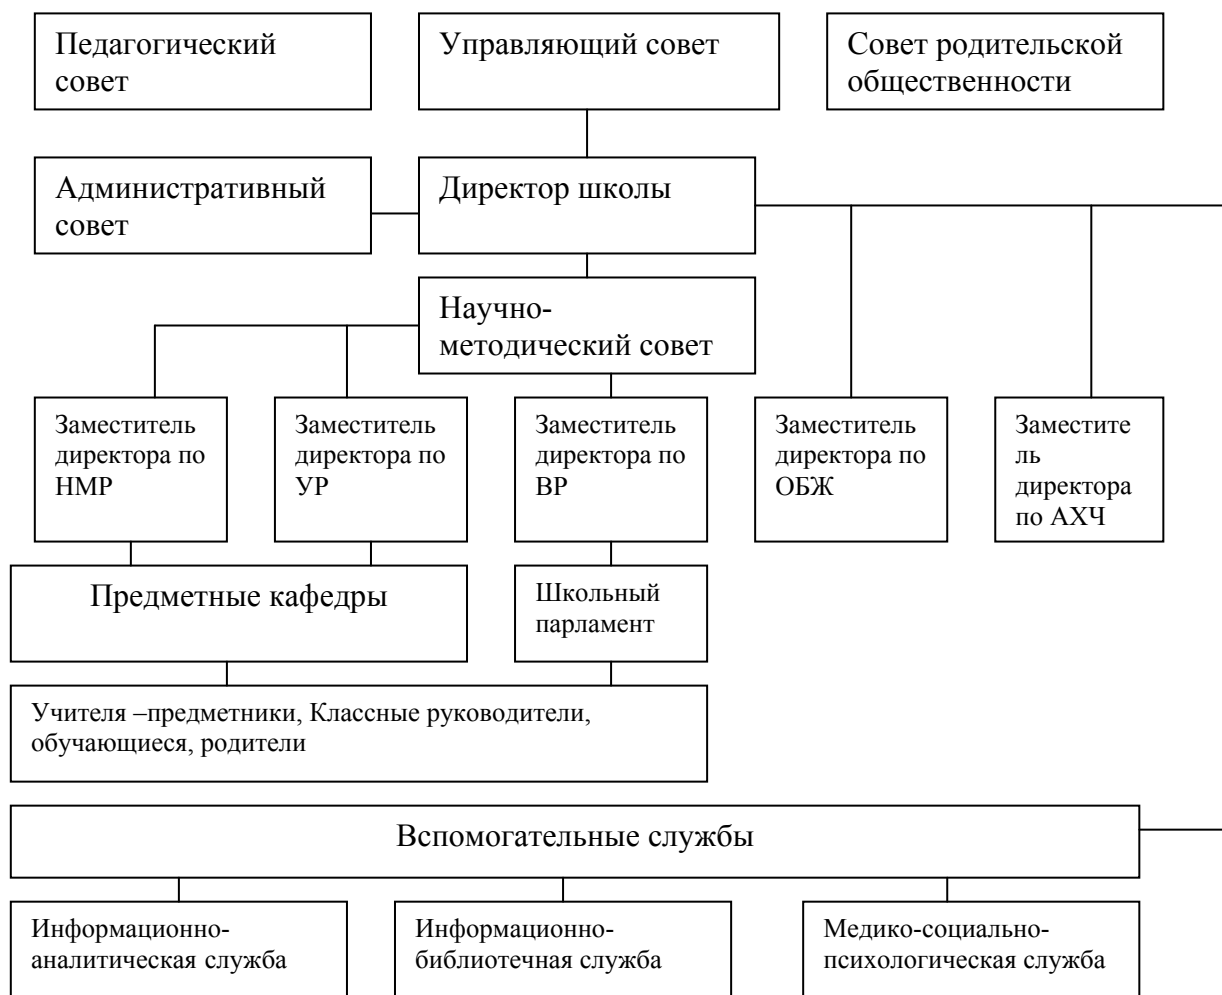 Педагогический
совет
Управляющий совет
Совет родительской
общественности
Административный
совет
Директор школы
Научно-
методический совет
Заместитель
директора по
НМР
Заместитель
директора по
УР
Заместитель
директора по
ВР
Заместитель
директора по
ОБЖ
Заместите
ль
директора
по АХЧ
Предметные кафедры
Школьный
парламент
Учителя –предметники, Классные руководители,
обучающиеся, родители
Вспомогательные службы
Информационно-
аналитическая служба
Информационно-
библиотечная служба
Медико-социально-
психологическая служба